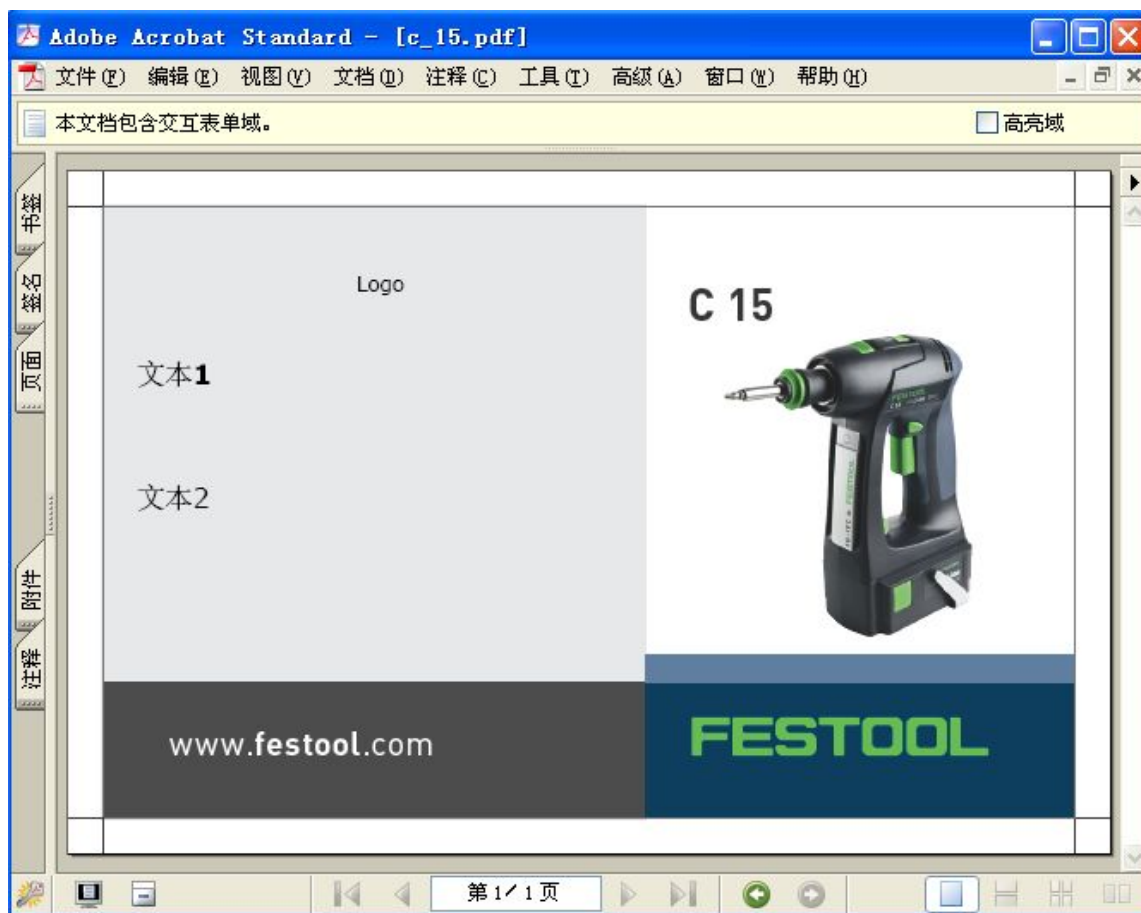 Adobe Acrobat Standard - [c_15.pdf]
文件(F) 编辑(E) 视图(V) 文档(D) 注释(C) 工具(T) 高级(A) 窗口(W) 帮助(H)
本文档包含交互表单域。 高亮域
书签
签名
页面
附件
注释
Logo
文本1
文本2
www.festool.com
C 15
FESTOOL
FESTOOL
FESTOOL
第 1/1 页